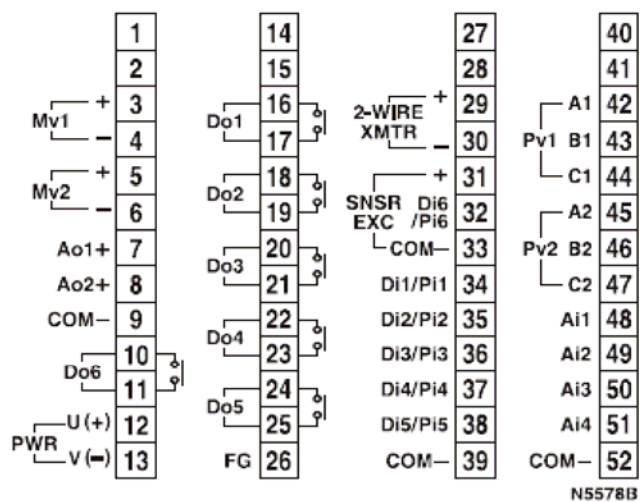 1 14 27 40
2 15 28 41
Mv1 + 3 Do1 16 2-WIRE XMTR + 29 Pv1 A1 42
− 4 17 − 30 B1 43
Mv2 + 5 Do2 18 SNSR EXC + 31 C1 44
− 6 19 Di6/Pi6 32 Pv2 A2 45
Ao1+ 7 Do3 20 COM− 33 B2 46
Ao2+ 8 21 Di1/Pi1 34 C2 47
COM− 9 Do4 22 Di2/Pi2 35 Ai1 48
Do6 10 23 Di3/Pi3 36 Ai2 49
11 Do5 24 Di4/Pi4 37 Ai3 50
PWR U(+) 12 25 Di5/Pi5 38 Ai4 51
V(−) 13 FG 26 COM− 39 COM− 52
N5578B